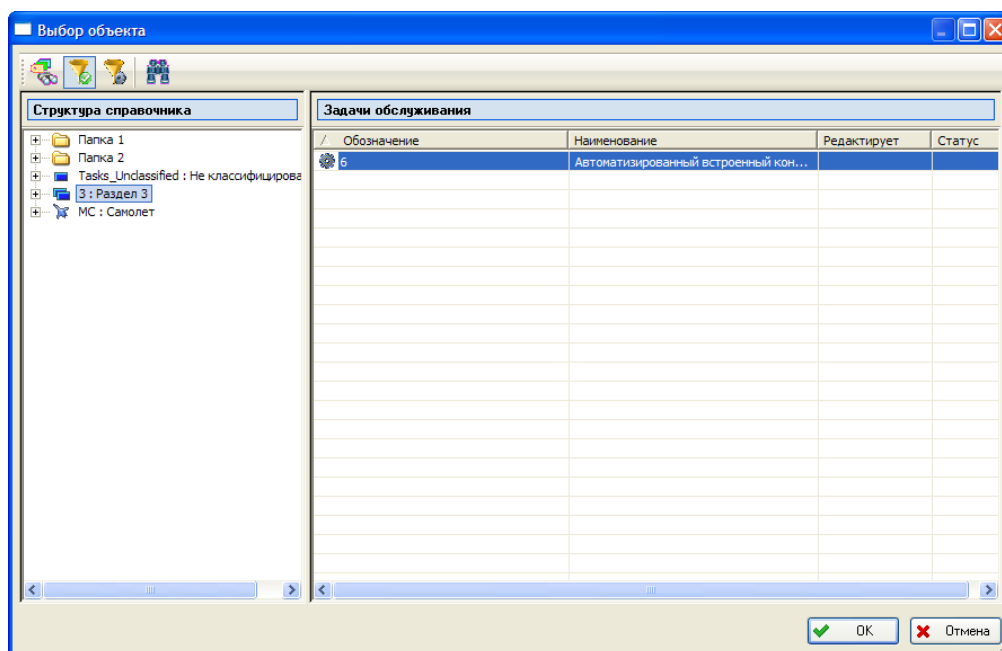 Выбор объекта
Структура справочника
Задачи обслуживания
Папка 1
Папка 2
Tasks_Unclassified : Не классифицирова
3 : Раздел 3
МС : Самолет
Обозначение Наименование Редактирует Статус
6 Автоматизированный встроенный кон...
OK Отмена